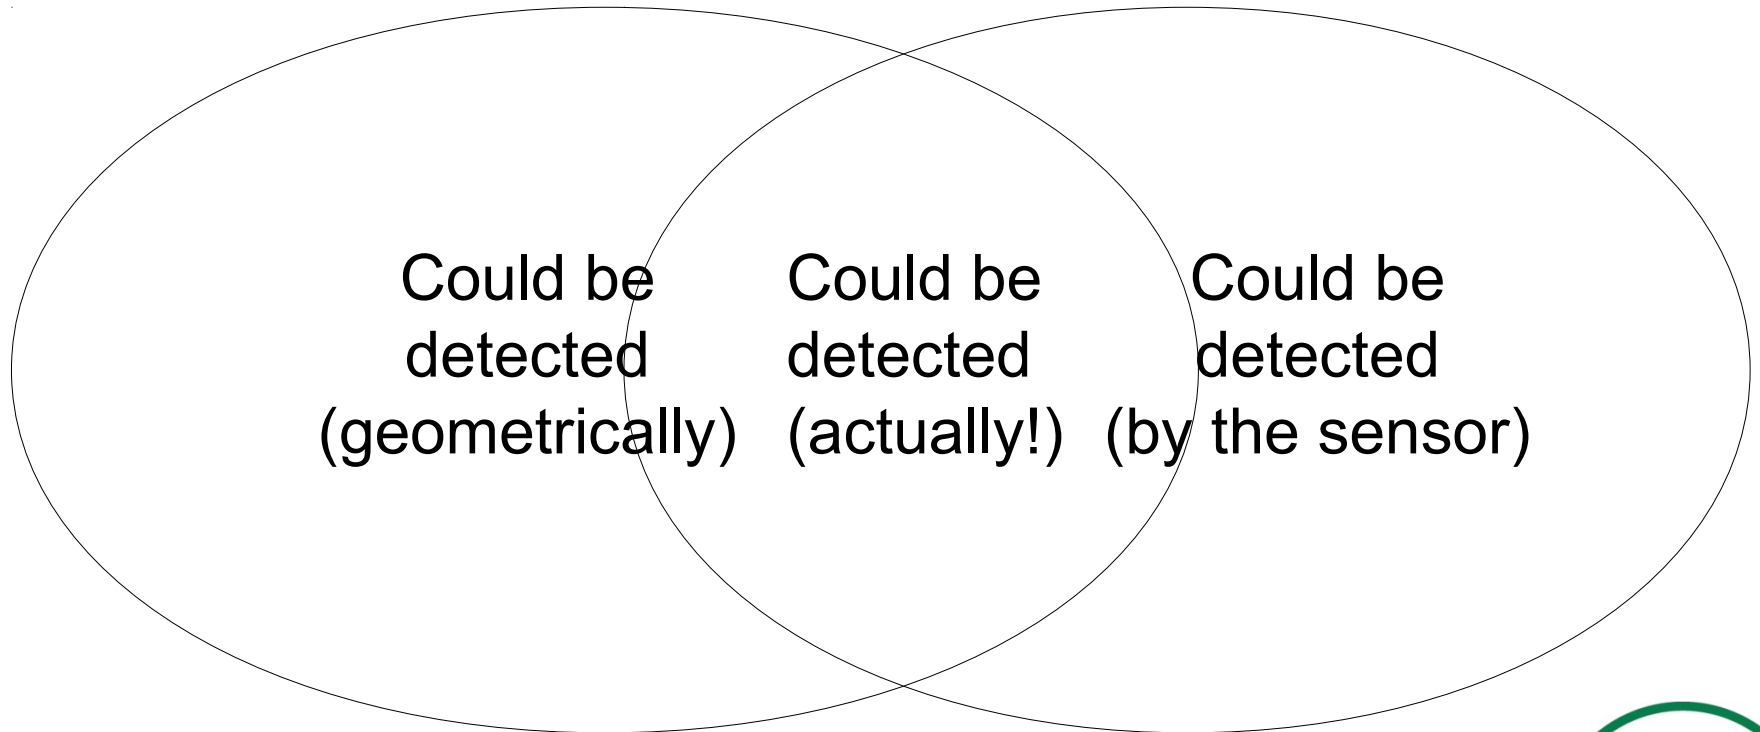 Could be
detected
(geometrically)
Could be
detected
(actually!)
Could be
detected
(by the sensor)